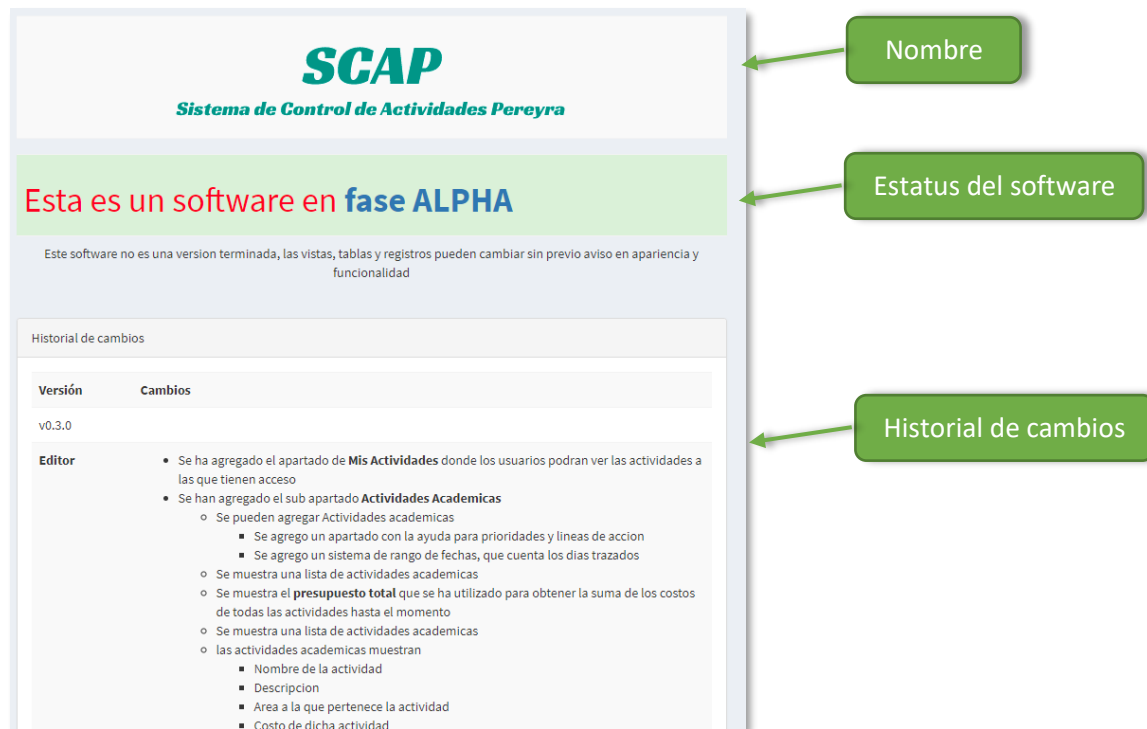 SCAP
Sistema de Control de Actividades Pereyra
Nombre
Esta es un software en fase ALPHA
Estatus del software
Este software no es una version terminada, las vistas, tablas y registros pueden cambiar sin previo aviso en apariencia y
funcionalidad
Historial de cambios
Historial de cambios
Versión Cambios
v0.3.0
Editor
• Se ha agregado el apartado de Mis Actividades donde los usuarios podran ver las actividades a
las que tienen acceso
• Se han agregado el sub apartado Actividades Academicas
◦ Se pueden agregar Actividades academicas
▪ Se agrego un apartado con la ayuda para prioridades y lineas de accion
▪ Se agrego un sistema de rango de fechas, que cuenta los dias trazados
◦ Se muestra una lista de actividades academicas
◦ Se muestra el presupuesto total que se ha utilizado para obtener la suma de los costos
de todas las actividades hasta el momento
◦ Se muestra una lista de actividades academicas
◦ las actividades academicas muestran
▪ Nombre de la actividad
▪ Descripcion
▪ Area a la que pertenece la actividad
▪ Costo de dicha actividad